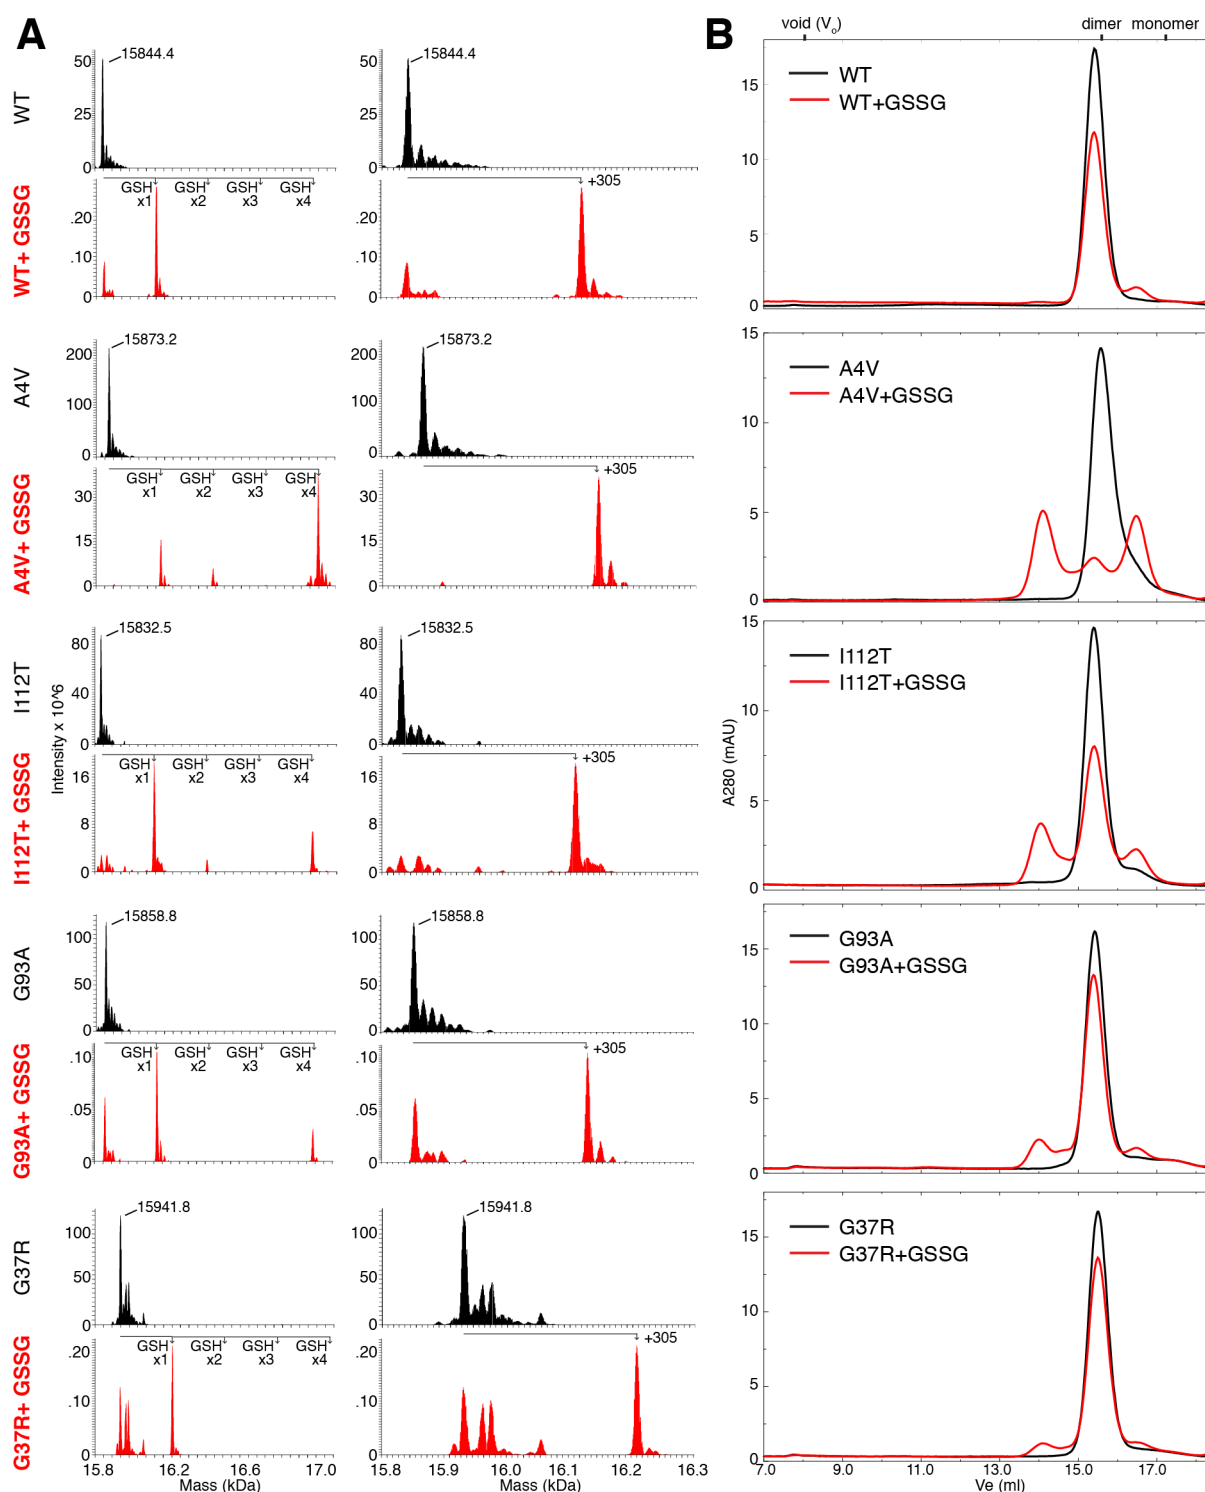 A
WT
50
25
0
15844.4
50
25
0
15844.4
WT+ GSSG
.20
.10
0
GSH x1
GSH x2
GSH x3
GSH x4
.20
.10
0
+305
A4V
200
100
0
15873.2
200
100
0
15873.2
A4V+ GSSG
30
15
0
GSH x1
GSH x2
GSH x3
GSH x4
30
15
0
+305
I112T
80
40
0
15832.5
80
40
0
15832.5
Intensity x 10^6
I112T+ GSSG
16
8
0
GSH x1
GSH x2
GSH x3
GSH x4
16
8
0
+305
G93A
100
50
0
15858.8
100
50
0
15858.8
G93A+ GSSG
.10
.05
0
GSH x1
GSH x2
GSH x3
GSH x4
.10
.05
0
+305
G37R
100
50
0
15941.8
100
50
0
15941.8
G37R+ GSSG
.20
.10
0
GSH x1
GSH x2
GSH x3
GSH x4
.20
.10
0
+305
15.8 16.2 16.6 17.0
Mass (kDa)
15.8 15.9 16.0 16.1 16.2 16.3
Mass (kDa)
B
void (Vo) dimer monomer
15
10
5
0
WT
WT+GSSG
15
10
5
0
A4V
A4V+GSSG
15
10
5
0
I112T
I112T+GSSG
A280 (mAU)
15
10
5
0
G93A
G93A+GSSG
15
10
5
0
G37R
G37R+GSSG
7.0 9.0 11.0 13.0 15.0 17.0
Ve (ml)